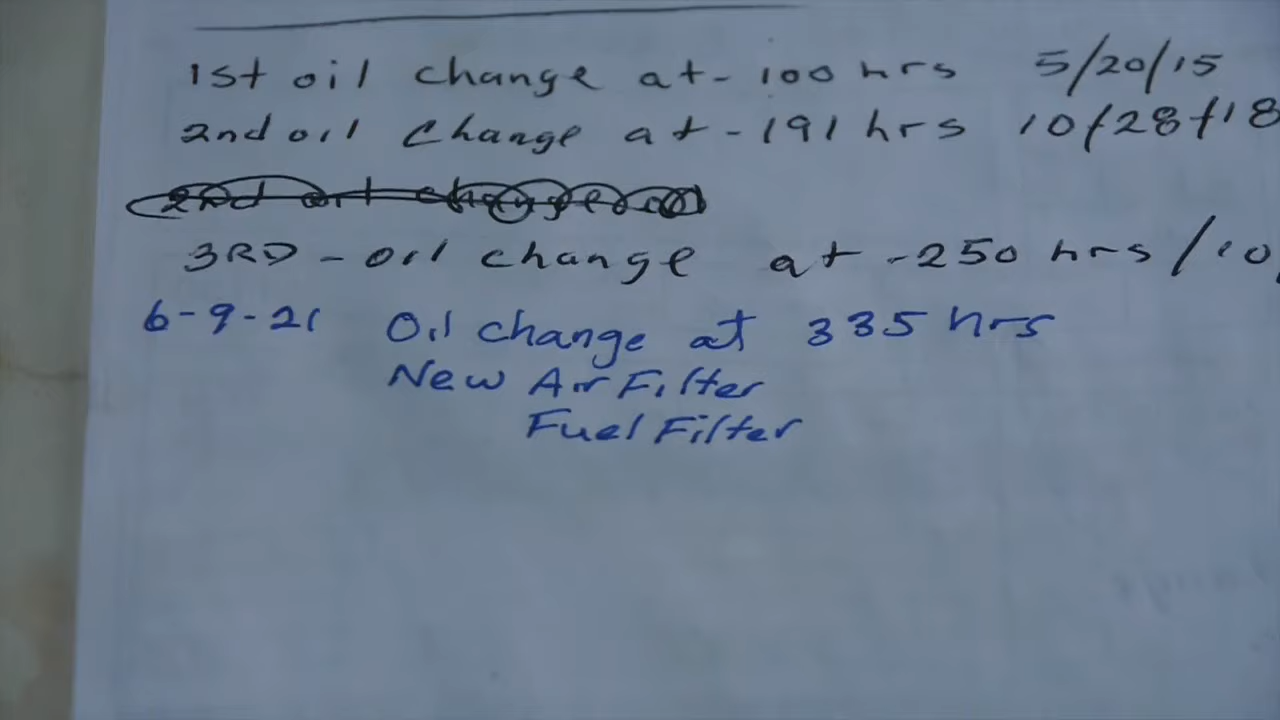 1st oil change at - 100 hrs 5/20/15
2nd oil change at - 191 hrs 10/28/18
3RD - oil change at - 250 hrs /10
6-9-21 Oil change at 335 hrs
New Air Filter
Fuel Filter